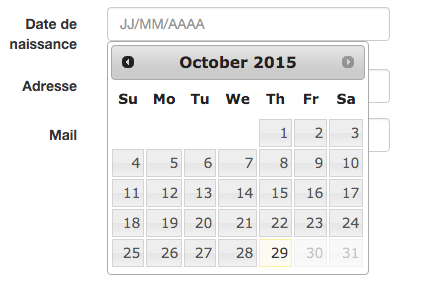 Date de naissance
JJ/MM/AAAA
October 2015
Su Mo Tu We Th Fr Sa
1 2 3
4 5 6 7 8 9 10
11 12 13 14 15 16 17
18 19 20 21 22 23 24
25 26 27 28 29 30 31
Adresse
Mail